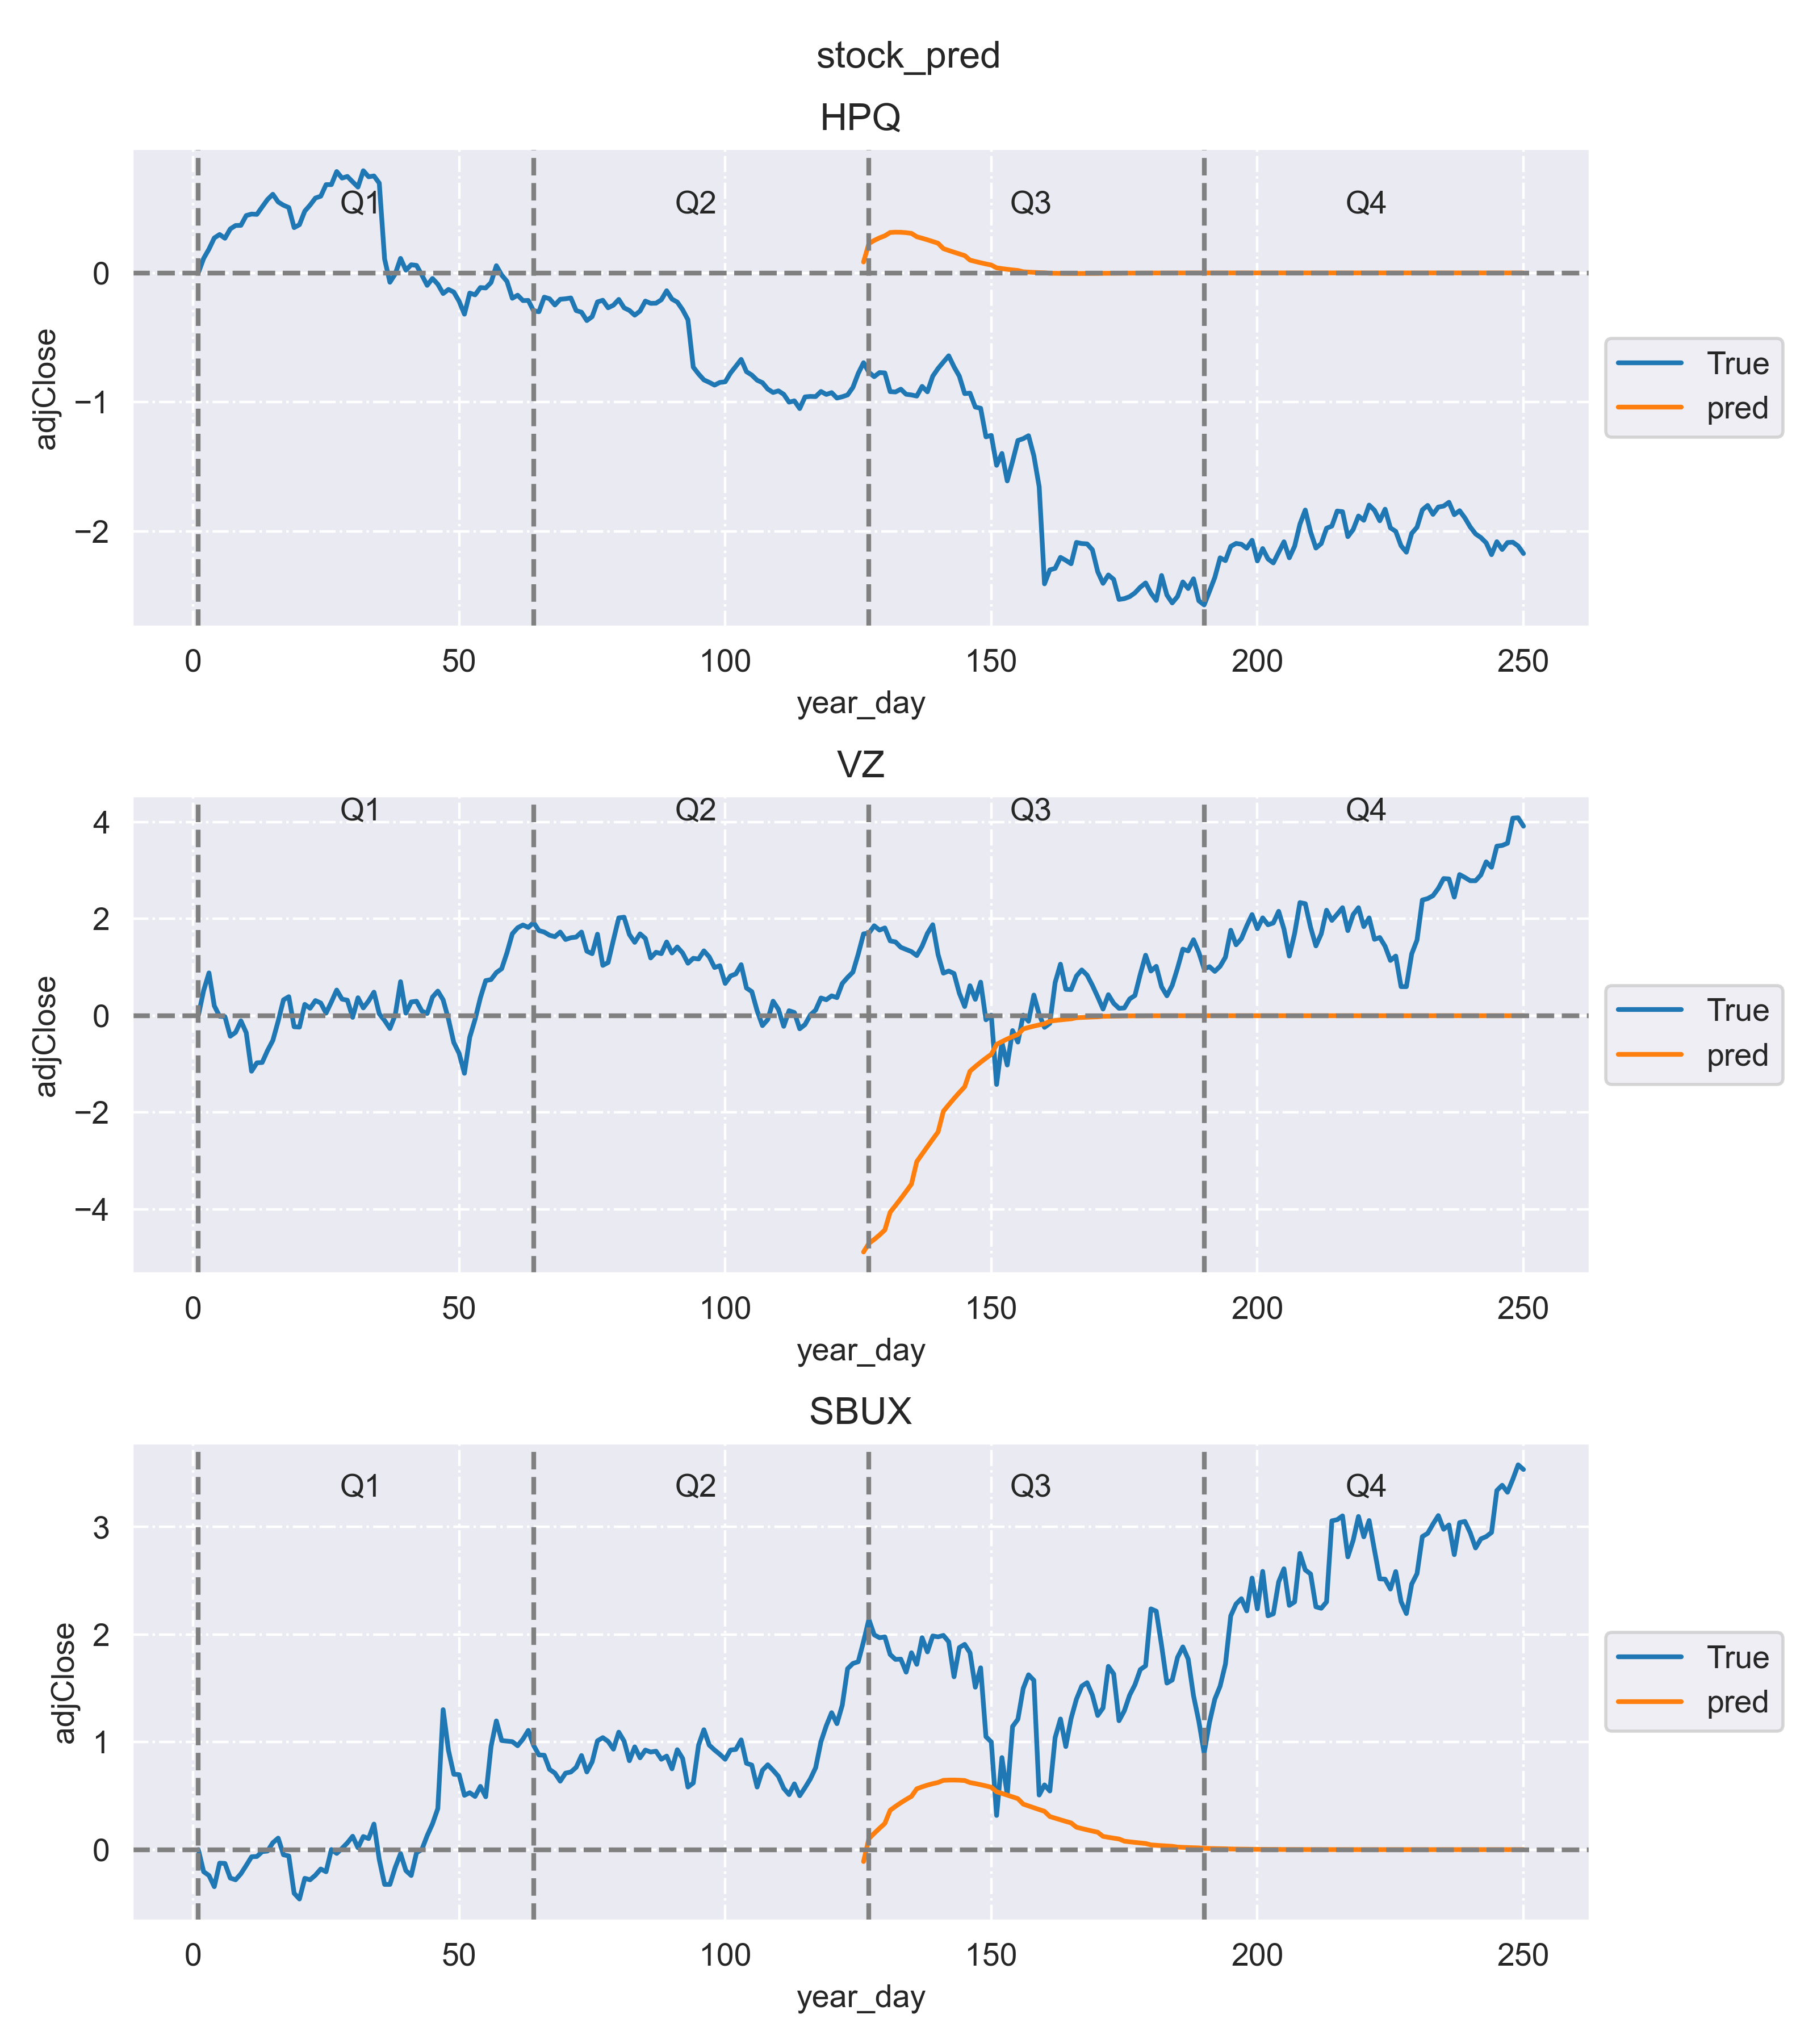 stock_pred
HPQ
Q1 Q2 Q3 Q4
0
−1
−2
adjClose
True
pred
0 50 100 150 200 250
year_day
VZ
Q1 Q2 Q3 Q4
4
2
0
−2
−4
adjClose
True
pred
0 50 100 150 200 250
year_day
SBUX
Q1 Q2 Q3 Q4
3
2
1
0
adjClose
True
pred
0 50 100 150 200 250
year_day